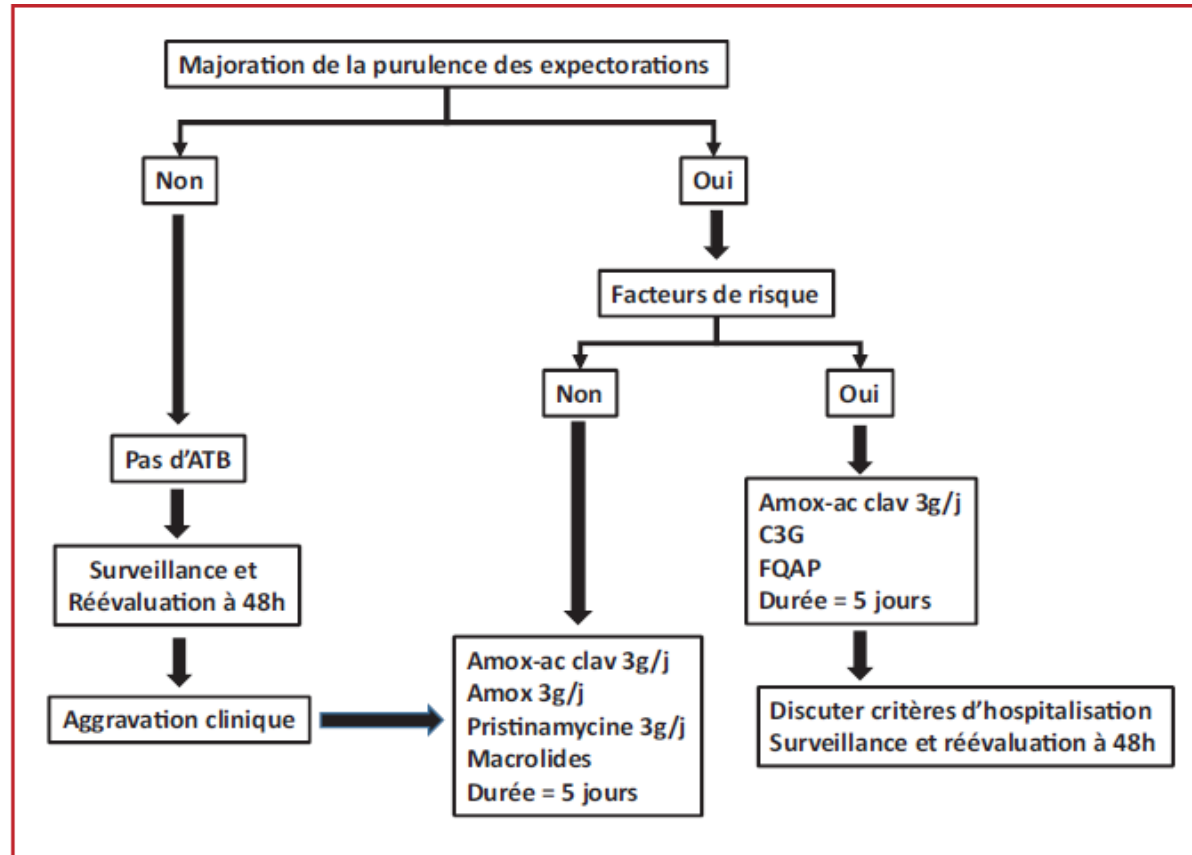 Majoration de la purulence des expectorations
Non
Oui
Facteurs de risque
Non
Oui
Pas d'ATB
Surveillance et
Réévaluation à 48h
Aggravation clinique
Amox-ac clav 3g/j
Amox 3g/j
Pristinamycine 3g/j
Macrolides
Durée = 5 jours
Amox-ac clav 3g/j
C3G
FQAP
Durée = 5 jours
Discuter critères d'hospitalisation
Surveillance et réévaluation à 48h